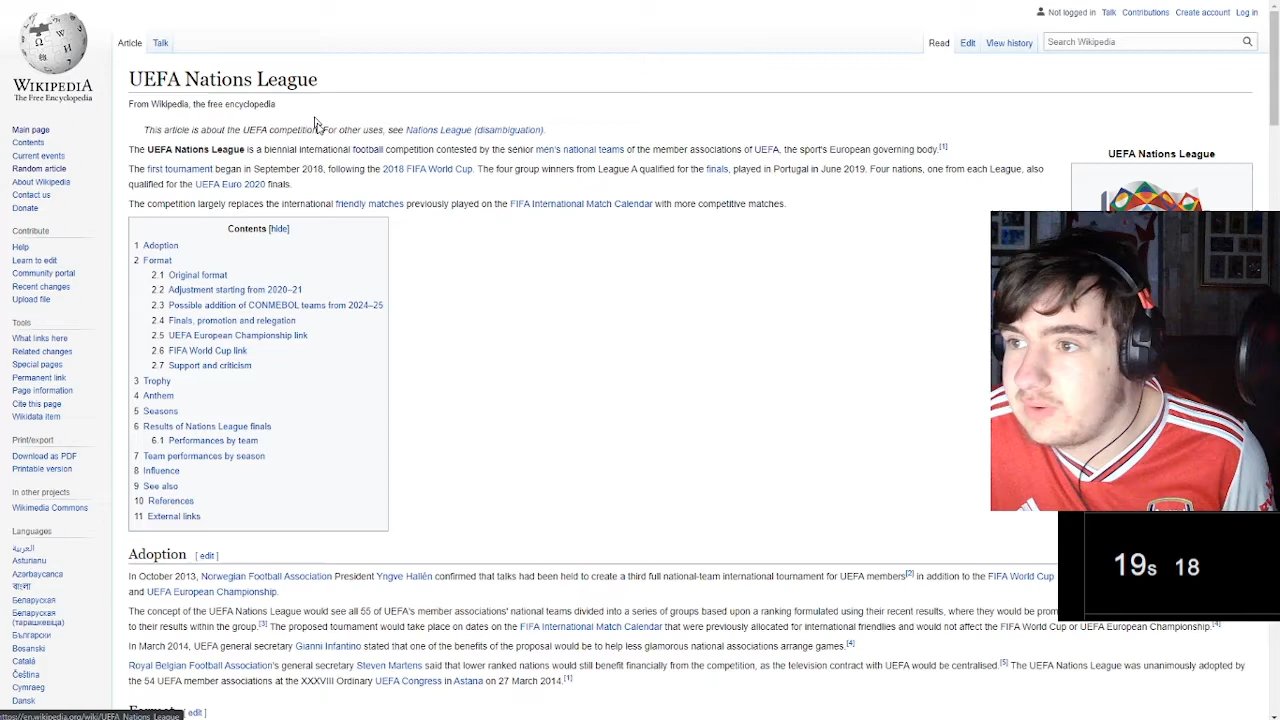 Not logged in Talk Contributions Create account Log in
Article Talk Read Edit View history Search Wikipedia
WIKIPEDIA
The Free Encyclopedia
Main page
Contents
Current events
Random article
About Wikipedia
Contact us
Donate
Contribute
Help
Learn to edit
Community portal
Recent changes
Upload file
Tools
What links here
Related changes
Special pages
Permanent link
Page information
Cite this page
Wikidata item
Print/export
Download as PDF
Printable version
In other projects
Wikimedia Commons
Languages
العربية
Asturianu
Azərbaycanca
বাংলা
Беларуская
Беларуская
(тарашкевіца)
Български
Bosanski
Català
Čeština
Cymraeg
Dansk
UEFA Nations League
From Wikipedia, the free encyclopedia
This article is about the UEFA competition. For other uses, see Nations League (disambiguation).
The UEFA Nations League is a biennial international football competition contested by the senior men's national teams of the member associations of UEFA, the sport's European governing body.[1]
The first tournament began in September 2018, following the 2018 FIFA World Cup. The four group winners from League A qualified for the finals, played in Portugal in June 2019. Four nations, one from each League, also
qualified for the UEFA Euro 2020 finals.
The competition largely replaces the international friendly matches previously played on the FIFA International Match Calendar with more competitive matches.
UEFA Nations League
Contents [hide]
1 Adoption
2 Format
2.1 Original format
2.2 Adjustment starting from 2020–21
2.3 Possible addition of CONMEBOL teams from 2024–25
2.4 Finals, promotion and relegation
2.5 UEFA European Championship link
2.6 FIFA World Cup link
2.7 Support and criticism
3 Trophy
4 Anthem
5 Seasons
6 Results of Nations League finals
6.1 Performances by team
7 Team performances by season
8 Influence
9 See also
10 References
11 External links
Adoption [ edit ]
In October 2013, Norwegian Football Association President Yngve Hallén confirmed that talks had been held to create a third full national-team international tournament for UEFA members[2] in addition to the FIFA World Cup
and UEFA European Championship.
The concept of the UEFA Nations League would see all 55 of UEFA's member associations' national teams divided into a series of groups based upon a ranking formulated using their recent results, where they would be pro
to their results within the group.[3] The proposed tournament would take place on dates on the FIFA International Match Calendar that were previously allocated for international friendlies and would not affect the FIFA World Cup or UEFA European Championship.[4]
In March 2014, UEFA general secretary Gianni Infantino stated that one of the benefits of the proposal would be to help less glamorous national associations arrange games.[4]
Royal Belgian Football Association's general secretary Steven Martens said that lower ranked nations would still benefit financially from the competition, as the television contract with UEFA would be centralised.[5] The UEFA Nations League was unanimously adopted by
the 54 UEFA member associations at the XXXVIII Ordinary UEFA Congress in Astana on 27 March 2014.[1]
Format [ edit ]
19s 18
https://en.wikipedia.org/wiki/UEFA_Nations_League